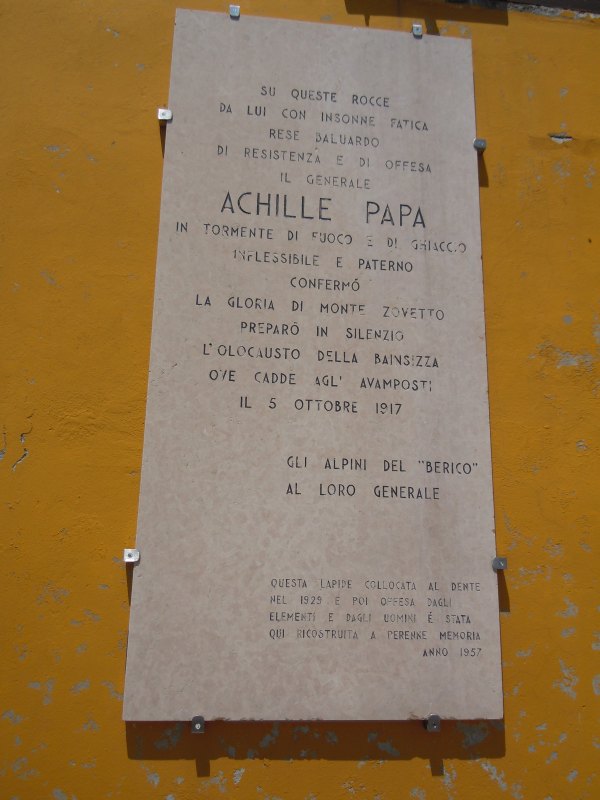 SU QUESTE ROCCE
DA LUI CON INSONNE FATICA
RESE BALUARDO
DI RESISTENZA E DI OFFESA
IL GENERALE
ACHILLE PAPA
IN TORMENTE DI FUOCO E DI GHIACCIO
INFLESSIBILE E PATERNO
CONFERMÓ
LA GLORIA DI MONTE ZOVETTO
PREPARÒ IN SILENZIO
L'OLOCAUSTO DELLA BAINSIZZA
OVE CADDE AGL' AVAMPOSTI
IL 5 OTTOBRE 1917
GLI ALPINI DEL "BERICO"
AL LORO GENERALE
QUESTA LAPIDE COLLOCATA AL DENTE
NEL 1929 E POI OFFESA DAGLI
ELEMENTI E DAGLI UOMINI É STATA
QUI RICOSTRUITA A PERENNE MEMORIA
ANNO 1957